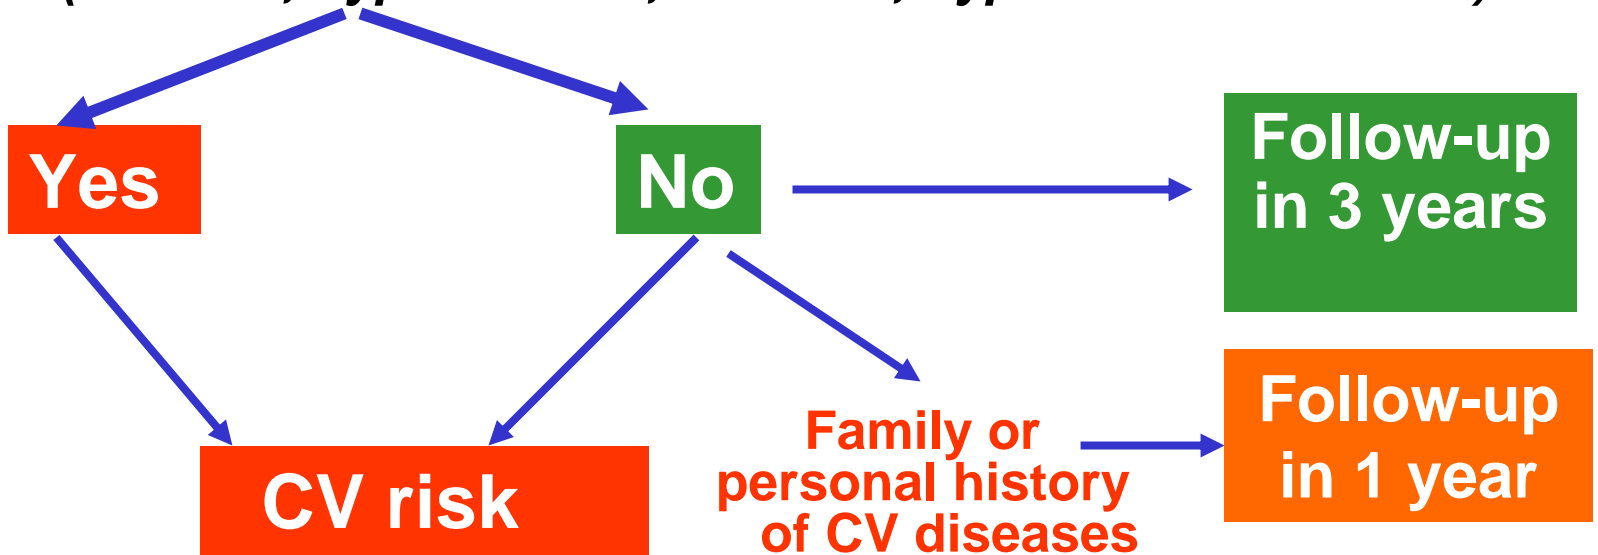 Yes
No
Follow-up
in 3 years
Follow-up
in 1 year
Family or
personal history
of CV diseases
CV risk